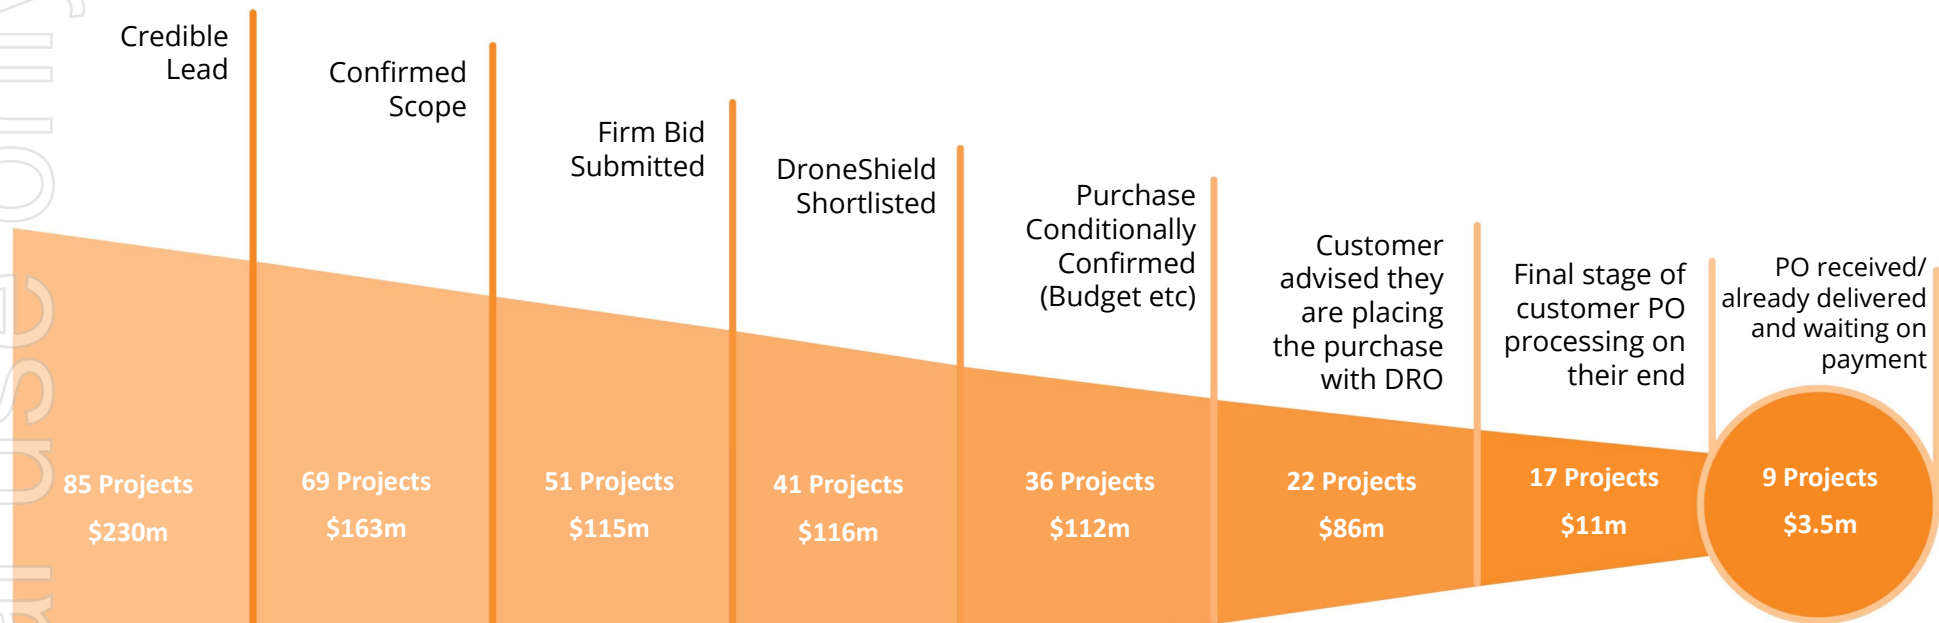 Credible
Lead
Confirmed
Scope
Firm Bid
Submitted
DroneShield
Shortlisted
Purchase
Conditionally
Confirmed
(Budget etc)
Customer
advised they
are placing
the purchase
with DRO
Final stage of
customer PO
processing on
their end
PO received/
already delivered
and waiting on
payment
85 Projects
$230m
69 Projects
$163m
51 Projects
$115m
41 Projects
$116m
36 Projects
$112m
22 Projects
$86m
17 Projects
$11m
9 Projects
$3.5m
use only